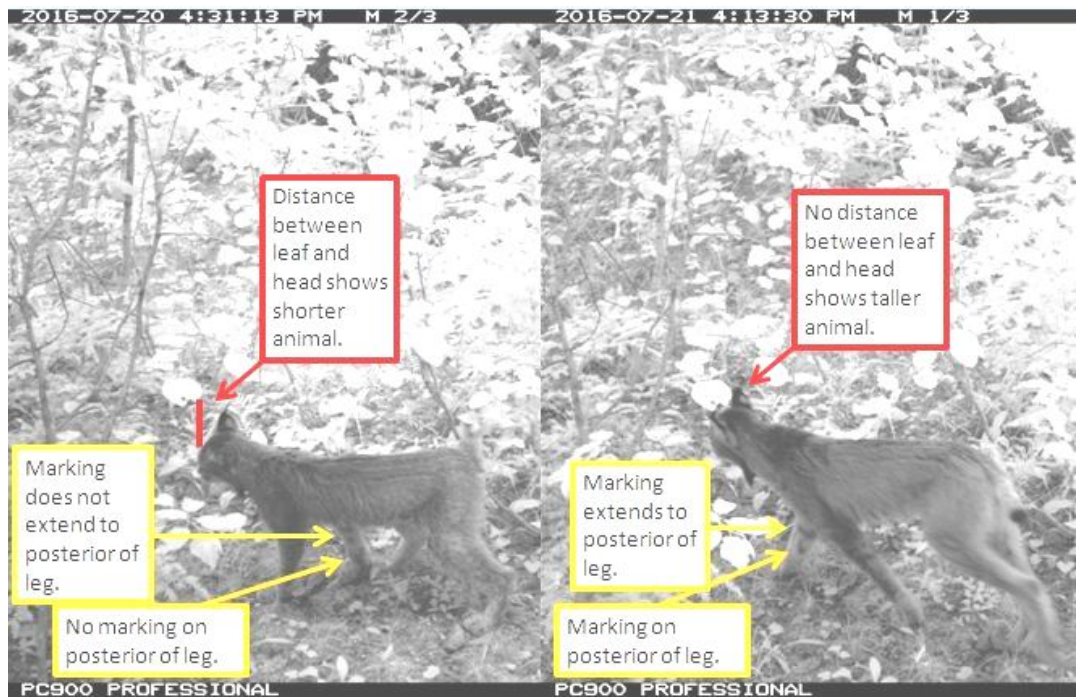 2016-07-20 4:31:13 PM M 2/3
2016-07-21 4:13:30 PM M 1/3
Distance
between
leaf and
head shows
shorter
animal.
No distance
between leaf
and head
shows taller
animal.
Marking
does not
extend to
posterior of
leg.
No marking on
posterior of leg.
Marking
extends to
posterior of
leg.
Marking on
posterior of leg.
PC900 PROFESSIONAL
PC900 PROFESSIONAL